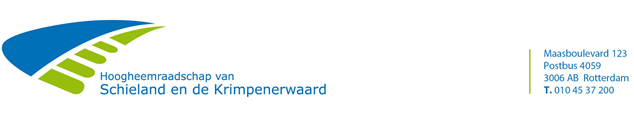 Hoogheemraadschap van
Schieland en de Krimpenerwaard
Maasboulevard 123
Postbus 4059
3006 AB Rotterdam
T. 010 45 37 200